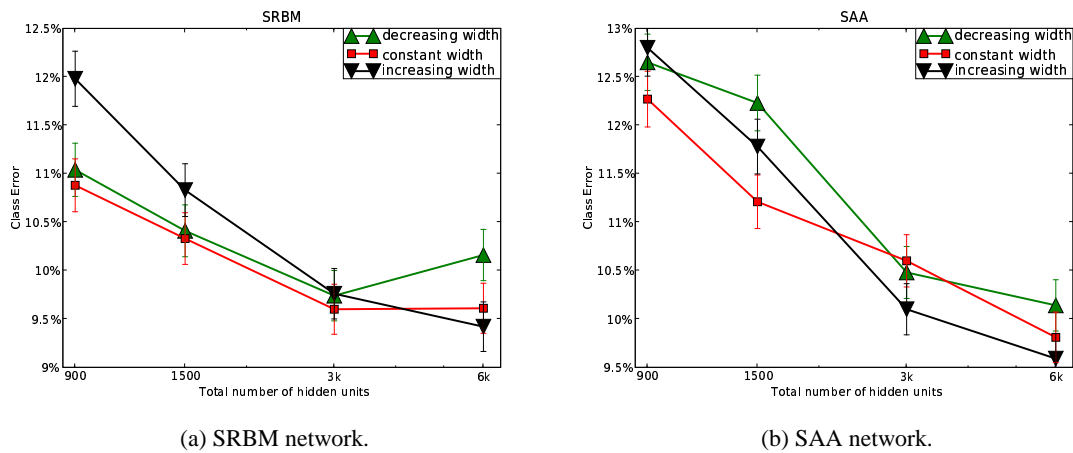 SRBM
12.5%
12%
11.5%
11%
10.5%
10%
9.5%
9%
Class Error
decreasing width
constant width
increasing width
900
1500
3k
6k
Total number of hidden units
(a) SRBM network.
SAA
13%
12.5%
12%
11.5%
11%
10.5%
10%
9.5%
Class Error
decreasing width
constant width
increasing width
900
1500
3k
6k
Total number of hidden units
(b) SAA network.